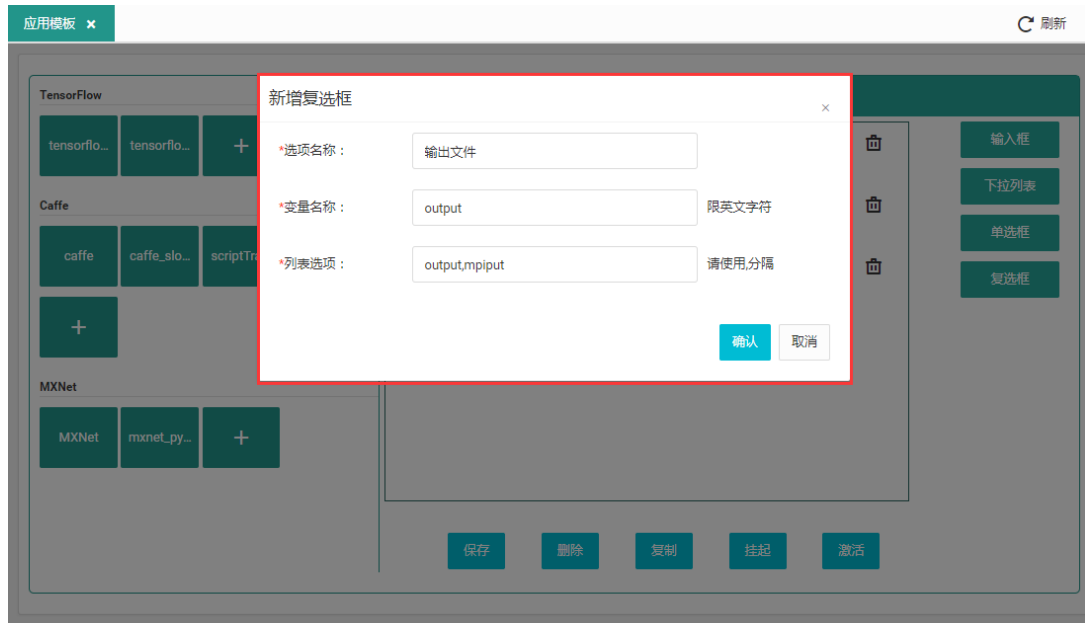 应用模板 ×
刷新
TensorFlow
tensorflo...
tensorflo...
+
Caffe
caffe
caffe_slo...
scriptTr
+
MXNet
MXNet
mxnet_py...
+
新增复选框
×
*选项名称：
输出文件
*变量名称：
output
限英文字符
*列表选项：
output,mpiput
请使用,分隔
确认
取消
输入框
下拉列表
单选框
复选框
保存
删除
复制
挂起
激活